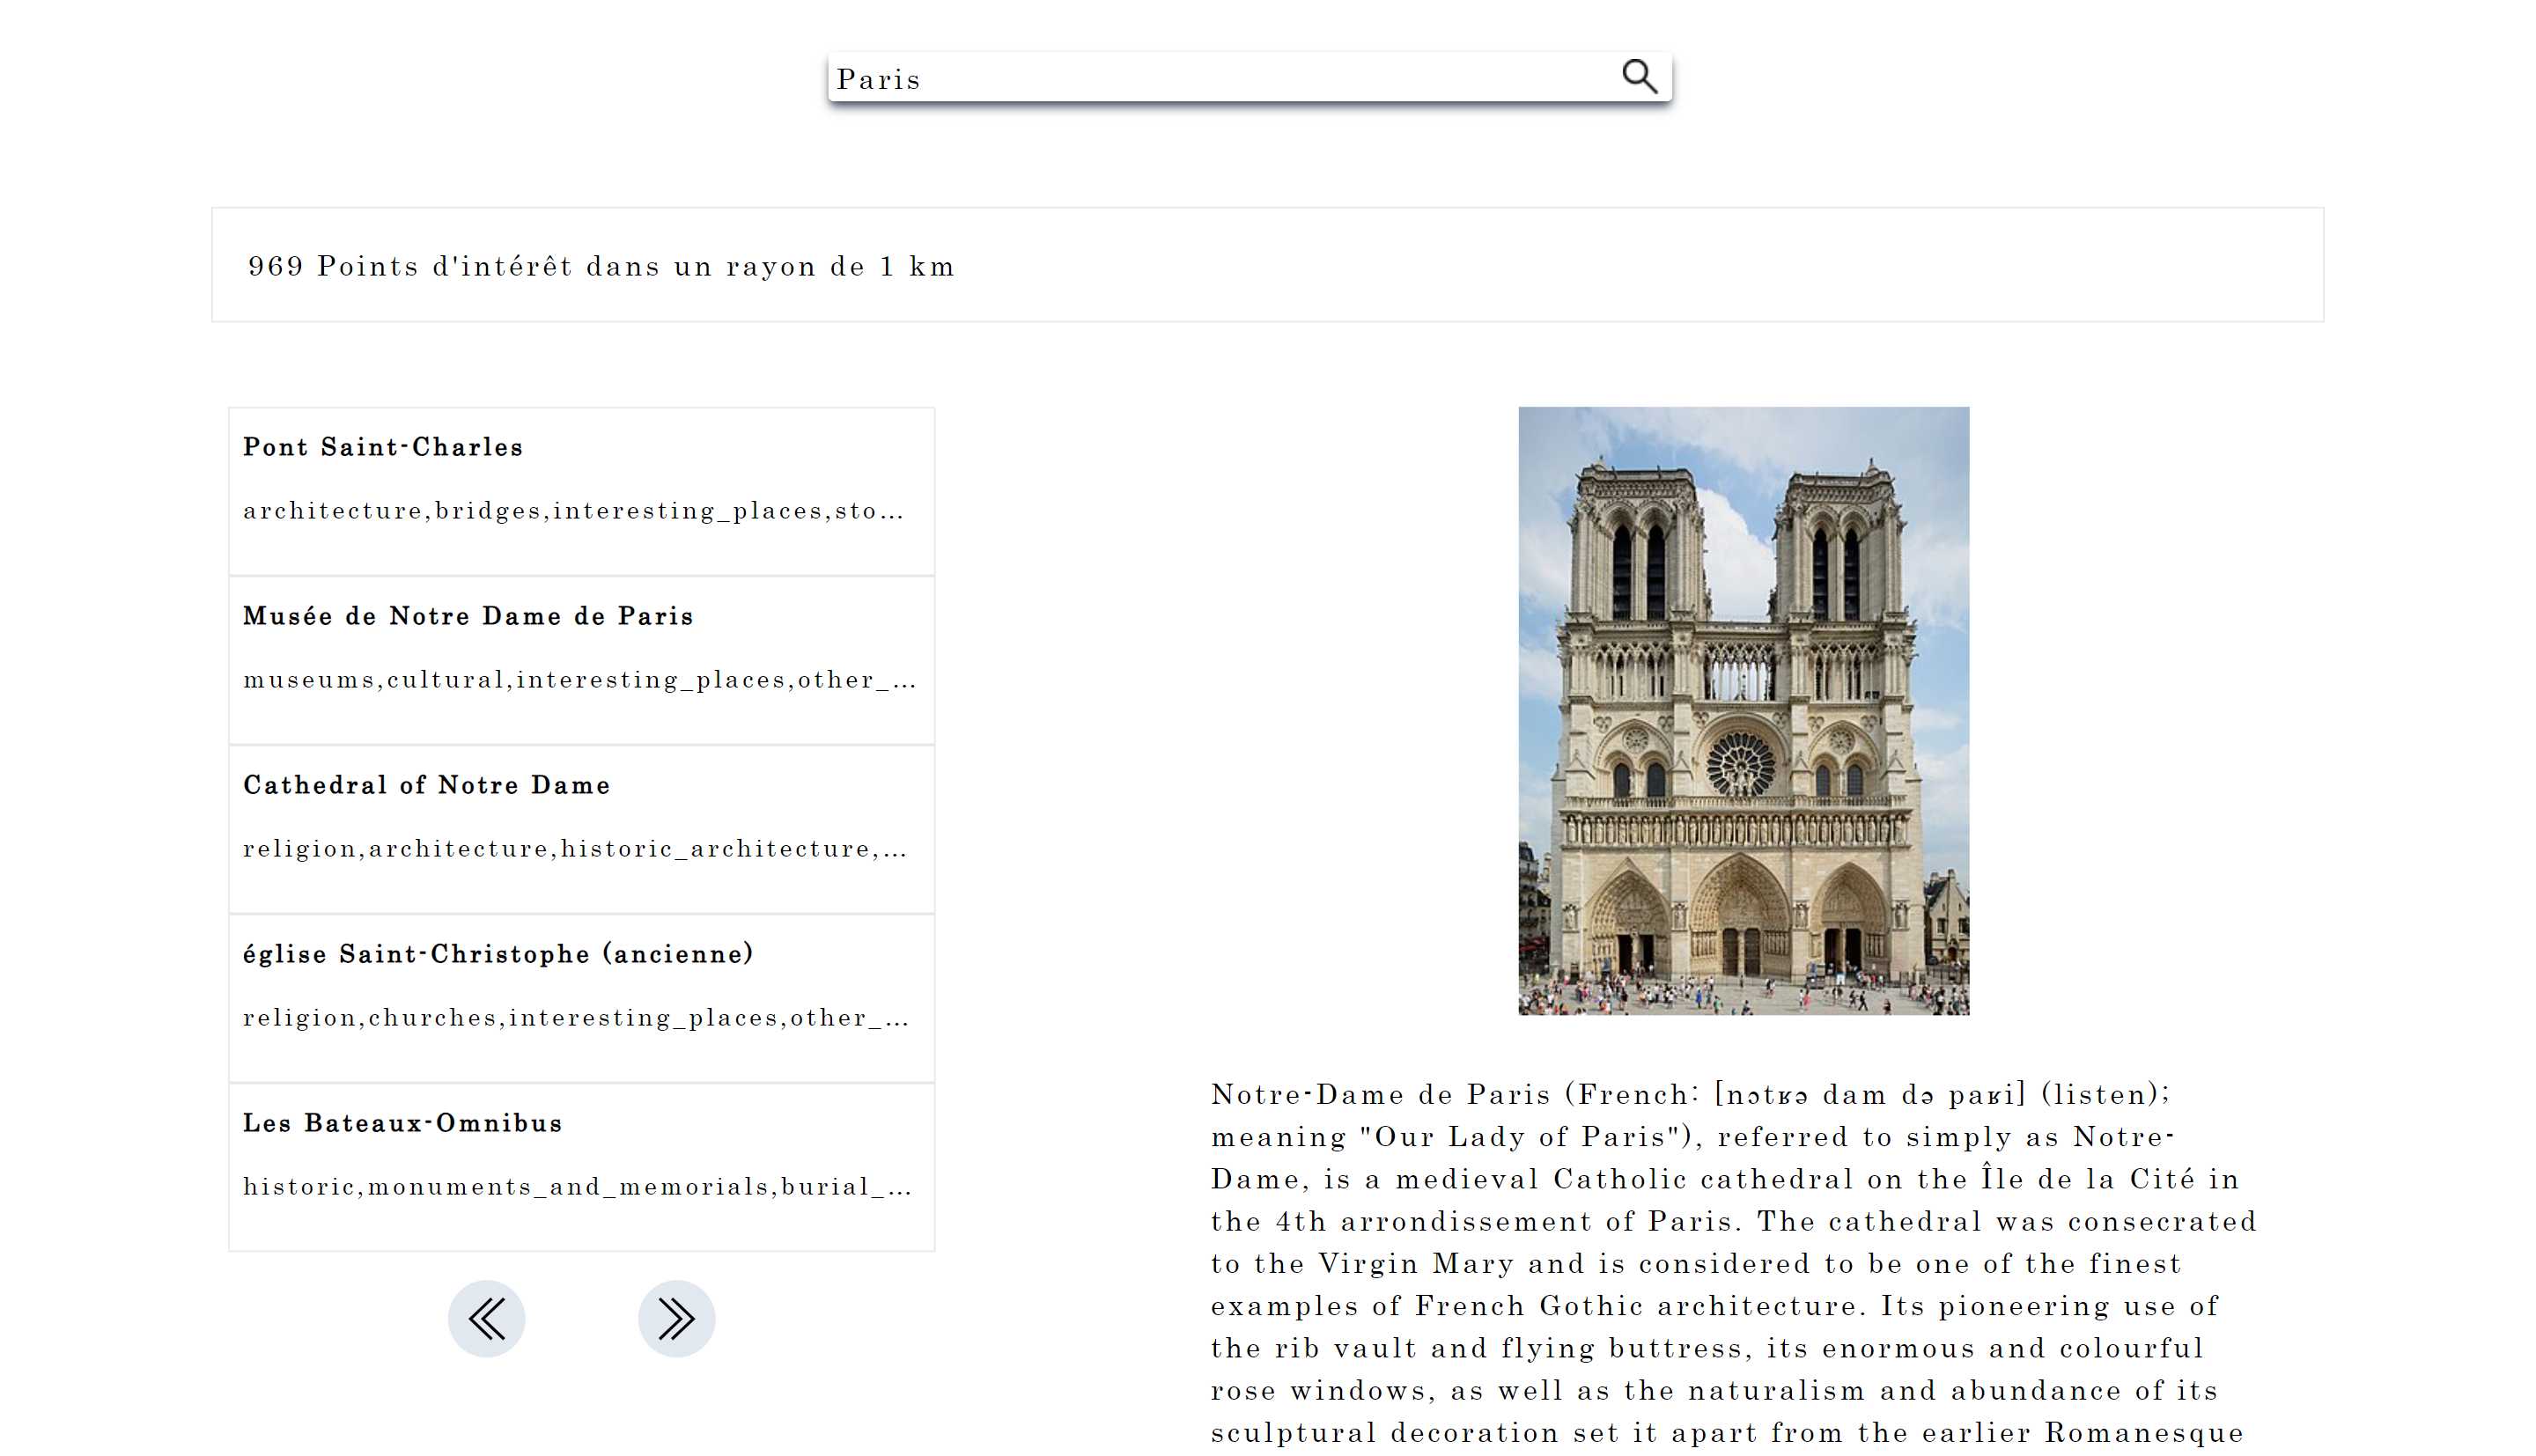 Paris
969 Points d'intérêt dans un rayon de 1 km
Pont Saint-Charles
architecture,bridges,interesting_places,sto...
Musée de Notre Dame de Paris
museums,cultural,interesting_places,other_...
Cathedral of Notre Dame
religion,architecture,historic_architecture,...
église Saint-Christophe (ancienne)
religion,churches,interesting_places,other_...
Les Bateaux-Omnibus
historic,monuments_and_memorials,burial_...
Notre-Dame de Paris (French: [nɔtʁə dam də paʁi] (listen);
meaning "Our Lady of Paris"), referred to simply as Notre-
Dame, is a medieval Catholic cathedral on the Île de la Cité in
the 4th arrondissement of Paris. The cathedral was consecrated
to the Virgin Mary and is considered to be one of the finest
examples of French Gothic architecture. Its pioneering use of
the rib vault and flying buttress, its enormous and colourful
rose windows, as well as the naturalism and abundance of its
sculptural decoration set it apart from the earlier Romanesque